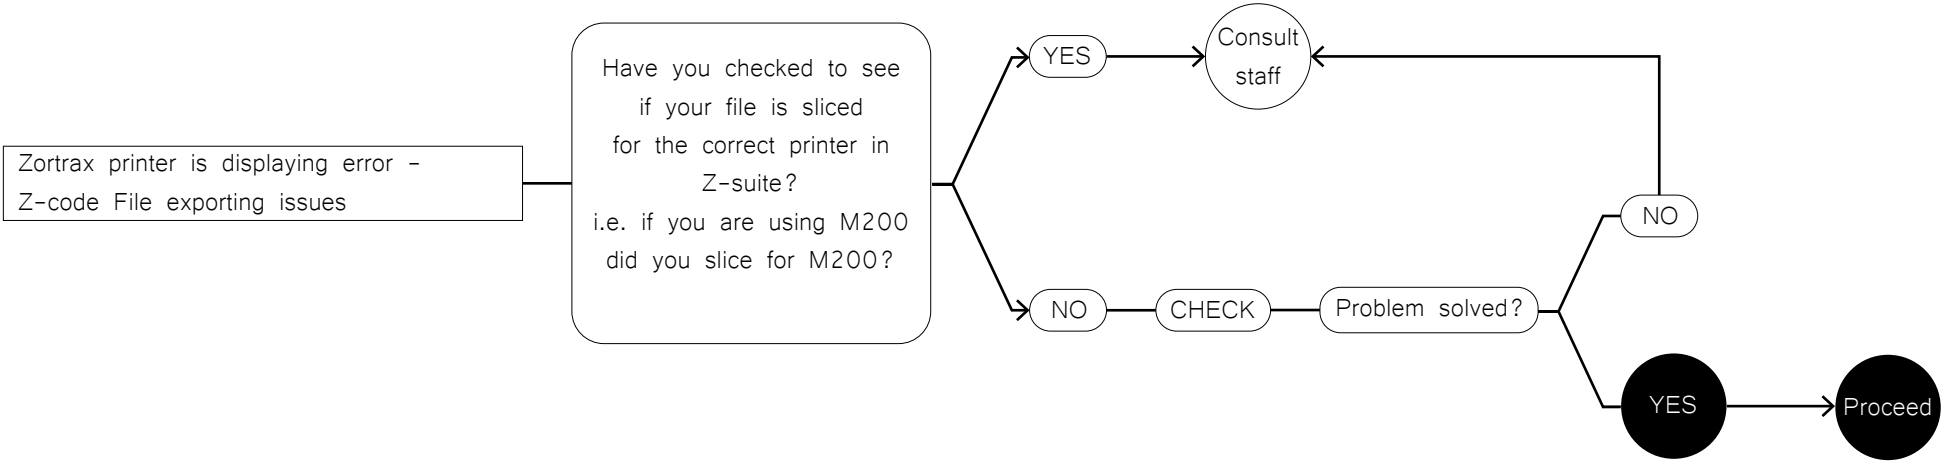 Zortrax printer is displaying error -
Z-code File exporting issues
Have you checked to see
if your file is sliced
for the correct printer in
Z-suite?
i.e. if you are using M200
did you slice for M200?
YES
Consult
staff
NO
CHECK
Problem solved?
NO
YES
Proceed